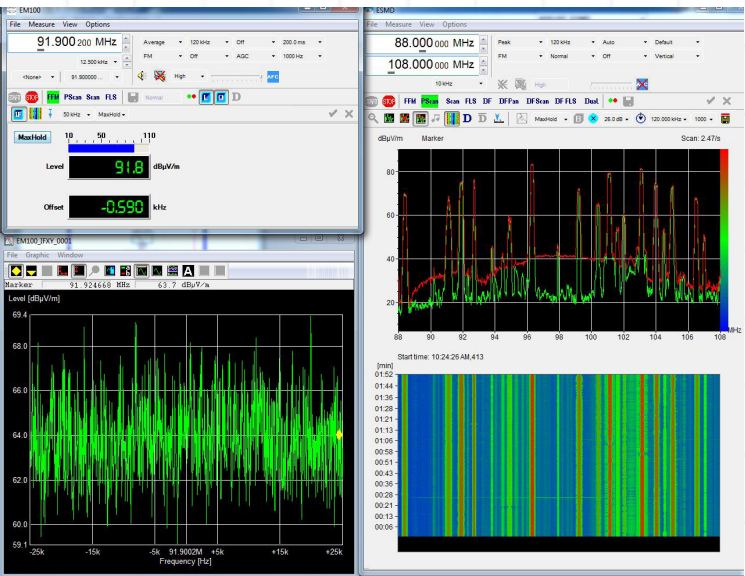 EM100
File Measure View Options
91.900 200 MHz
Average 120 kHz Off 200.0 ms
12.500 kHz
FM Off AGC 1000 Hz
<None> 91.900000 ... High AFC
STOP FFM PScan Scan FLS Normal D
50 kHz MaxHold
MaxHold
10 50 110
Level 91.8 dBµV/m
Offset -0.590 kHz
EM100_IFXY_0001
File Graphic Window
A
Marker 91.924668 MHz 63.7 dBµV/m
Level [dBµV/m]
69.4
68.0
66.0
64.0
62.0
60.0
59.1
-25k -15k -5k 91.9002M +5k +15k +25k
Frequency [Hz]
ESMD
File Measure View Options
88.000 000 MHz
Peak 120 kHz Auto Default
108.000 000 MHz
FM Normal Off Vertical
10 kHz High
STOP FFM PScan Scan FLS DF DFPan DFScan DF FLS Dual
D D MaxHold 26.0 dB 120.000 kHz 1000
dBµV/m Marker Scan: 2.47/s
80
60
40
20
88 90 92 94 96 98 100 102 104 106 108
MHz
Start time: 10:24:26 AM,413
[min]
01:52
01:44
01:36
01:28
01:21
01:13
01:06
00:58
00:51
00:43
00:36
00:28
00:21
00:13
00:06